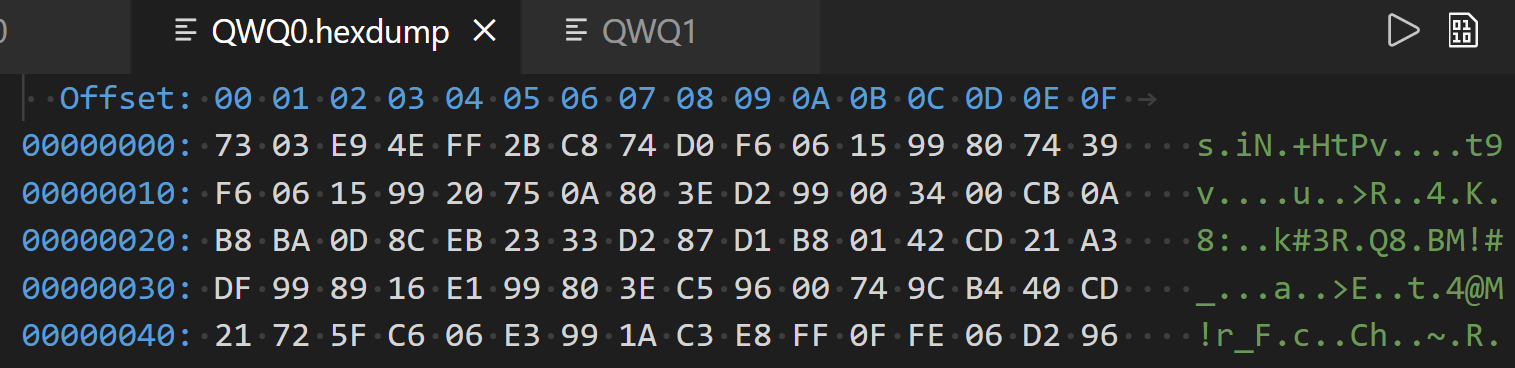 0 QWQ0.hexdump QWQ1
Offset: 00 01 02 03 04 05 06 07 08 09 0A 0B 0C 0D 0E 0F
00000000: 73 03 E9 4E FF 2B C8 74 D0 F6 06 15 99 80 74 39 s.iN.+HtPv....t9
00000010: F6 06 15 99 20 75 0A 80 3E D2 99 00 34 00 CB 0A v....u..>R..4.K.
00000020: B8 BA 0D 8C EB 23 33 D2 87 D1 B8 01 42 CD 21 A3 8:..k#3R.Q8.BM!#
00000030: DF 99 89 16 E1 99 80 3E C5 96 00 74 9C B4 40 CD _...a..>E..t.4@M
00000040: 21 72 5F C6 06 E3 99 1A C3 E8 FF 0F FE 06 D2 96 !r_F.c..Ch..~.R.